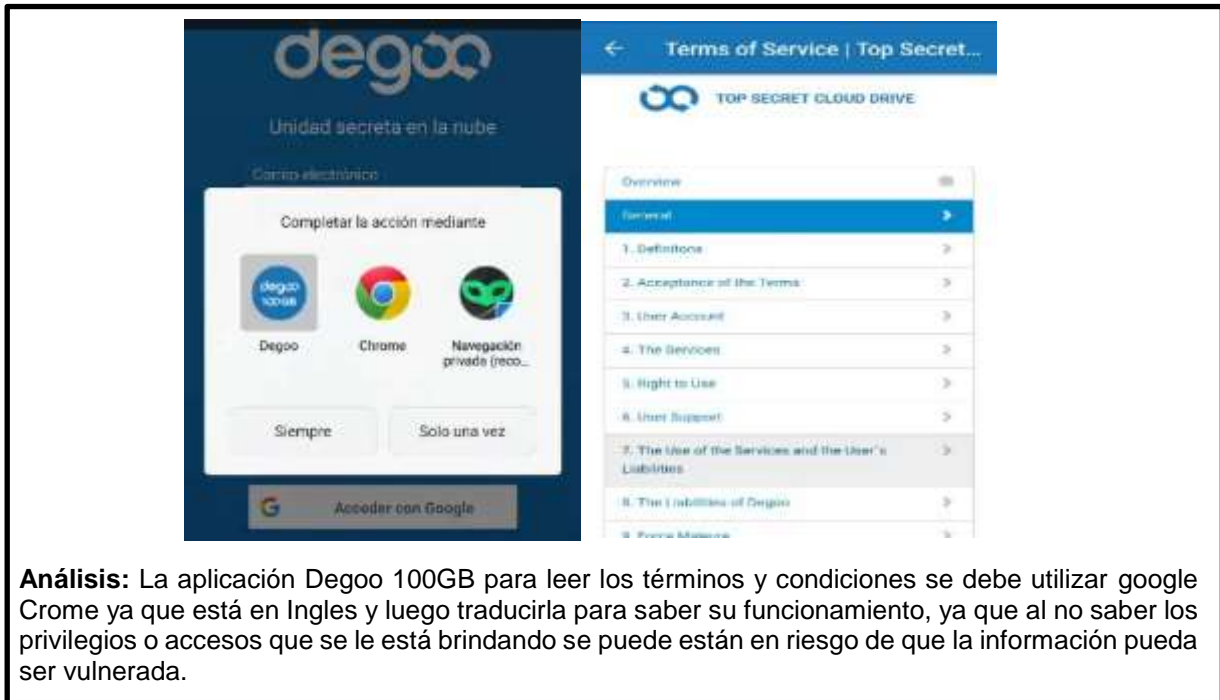 degoo
Unidad secreta en la nube
Correo electrónico
Completar la acción mediante
degoo
100GB
Degoo
Chrome
Navegación
privada (reco...
Siempre
Solo una vez
G Acceder con Google
Terms of Service | Top Secret...
TOP SECRET CLOUD DRIVE
Overview
General
1. Definitons
2. Acceptance of the Terms
3. User Account
4. The Services
5. Right to Use
6. User Support
7. The Use of the Services and the User's
Liabilities
8. The Liabilities of Degoo
9. Force Majeure
Análisis: La aplicación Degoo 100GB para leer los términos y condiciones se debe utilizar google
Crome ya que está en Ingles y luego traducirla para saber su funcionamiento, ya que al no saber los
privilegios o accesos que se le está brindando se puede están en riesgo de que la información pueda
ser vulnerada.